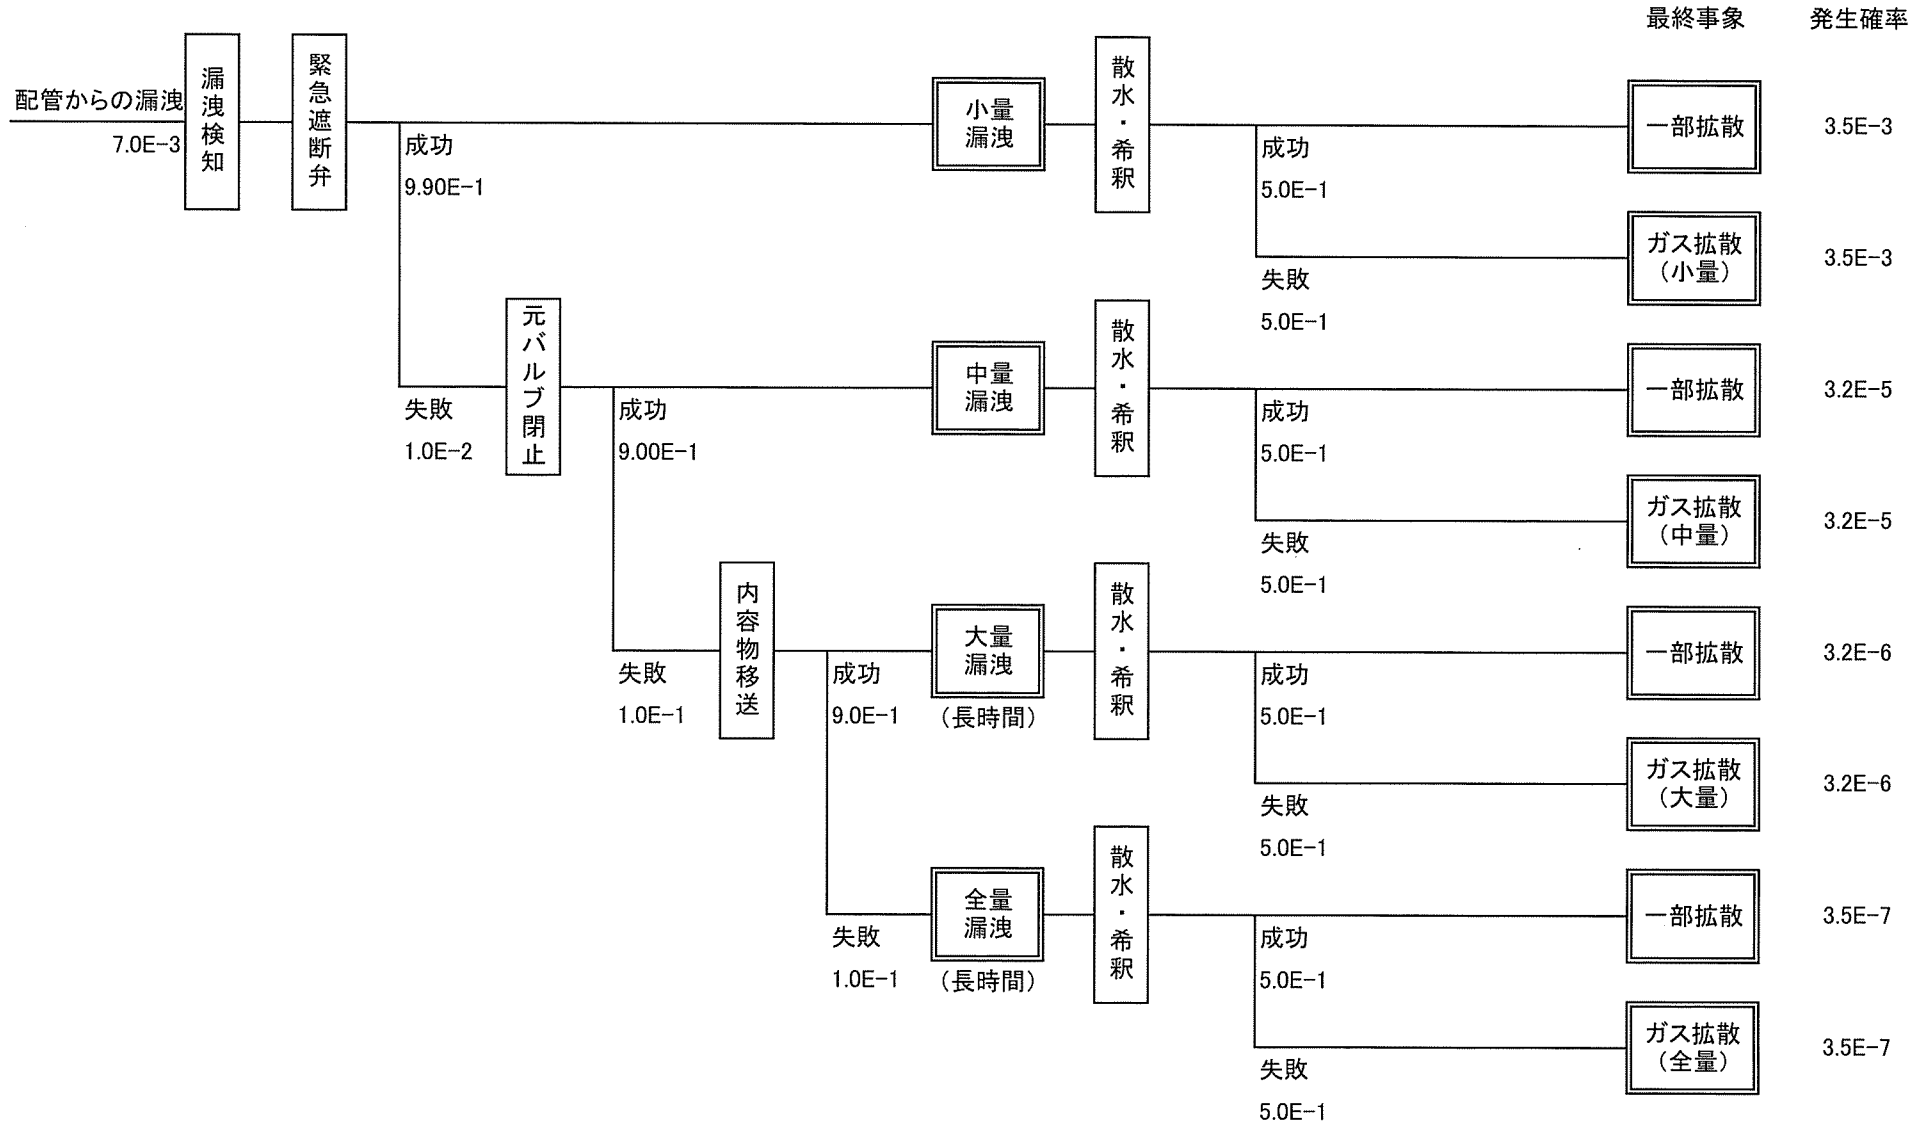 最終事象 発生確率
配管からの漏洩
7.0E-3
漏洩検知
緊急遮断弁
成功
9.90E-1
小量
漏洩
散水・希釈
成功
5.0E-1
一部拡散
3.5E-3
失敗
5.0E-1
ガス拡散
(小量)
3.5E-3
失敗
1.0E-2
元バルブ閉止
成功
9.00E-1
中量
漏洩
散水・希釈
成功
5.0E-1
一部拡散
3.2E-5
失敗
5.0E-1
ガス拡散
(中量)
3.2E-5
失敗
1.0E-1
内容物移送
成功
9.0E-1
大量
漏洩
(長時間)
散水・希釈
成功
5.0E-1
一部拡散
3.2E-6
失敗
5.0E-1
ガス拡散
(大量)
3.2E-6
失敗
1.0E-1
全量
漏洩
(長時間)
散水・希釈
成功
5.0E-1
一部拡散
3.5E-7
失敗
5.0E-1
ガス拡散
(全量)
3.5E-7